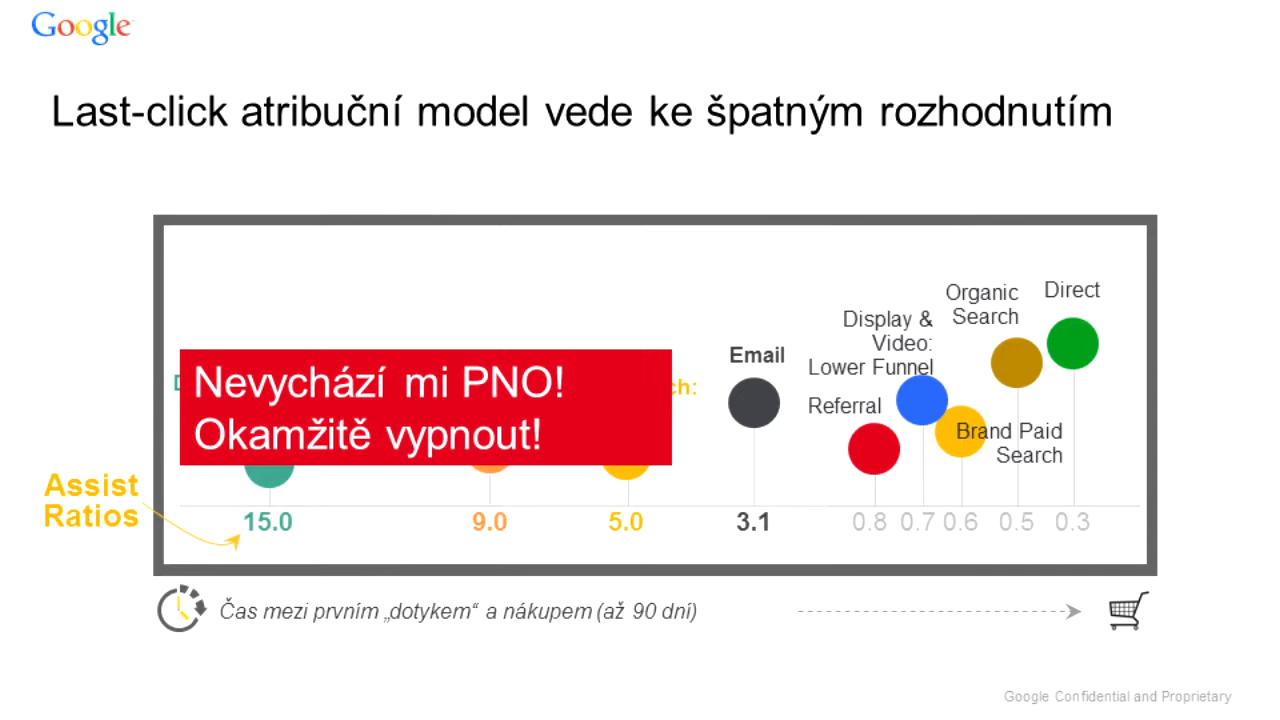 Google
Last-click atribuční model vede ke špatným rozhodnutím
Organic
Search
Direct
Display &
Video:
Lower Funnel
Email
Nevychází mi PNO!
Okamžitě vypnout!
Referral
Brand Paid
Search
Assist
Ratios
15.0
9.0
5.0
3.1
0.8
0.7
0.6
0.5
0.3
Čas mezi prvním „dotykem“ a nákupem (až 90 dní)
Google Confidential and Proprietary